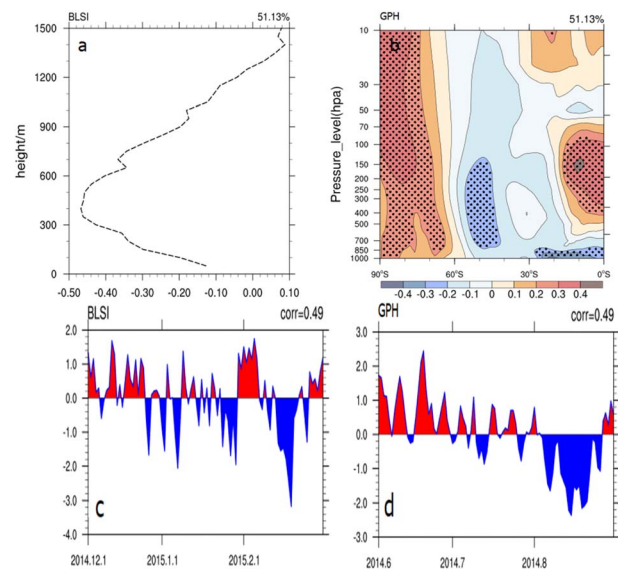 BLSI 51.13%
a
1500
1200
900
600
300
0
height/m
-0.50 -0.40 -0.30 -0.20 -0.10 0.00 0.10
GPH 51.13%
b
10
30
50
70
100
150
200
250
300
400
500
700
850
1000
Pressure_level(hpa)
90°S 60°S 30°S 0°S
-0.4 -0.3 -0.2 -0.1 0 0.1 0.2 0.3 0.4
BLSI corr=0.49
2.0
1.0
0.0
-1.0
-2.0
-3.0
-4.0
c
2014.12.1 2015.1.1 2015.2.1
GPH corr=0.49
3.0
2.0
1.0
0.0
-1.0
-2.0
-3.0
d
2014.6 2014.7 2014.8